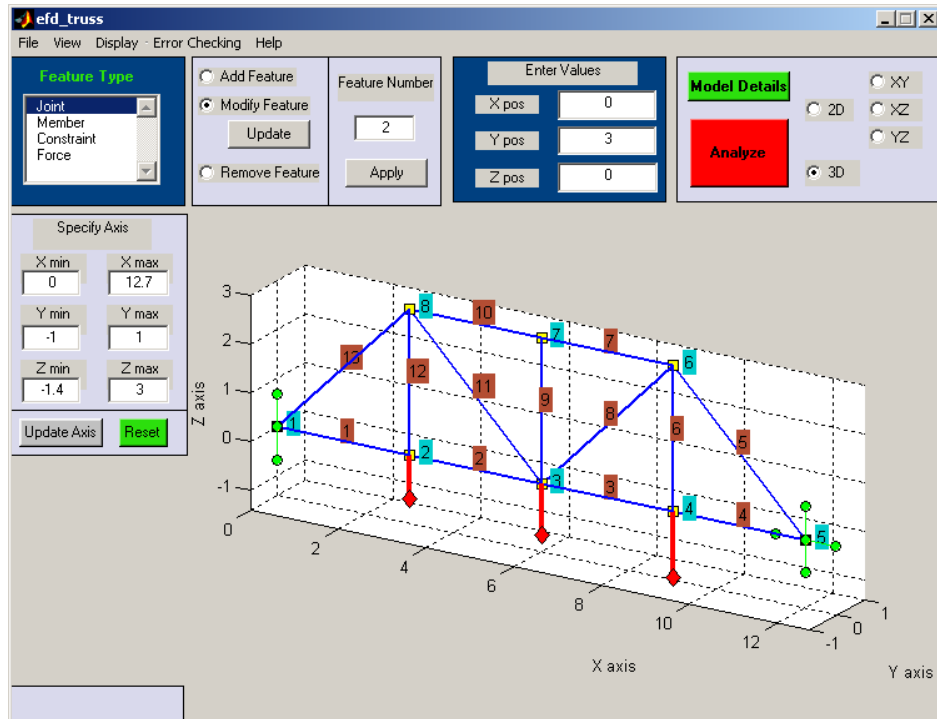 efd_truss
File View Display Error Checking Help
Feature Type
Joint
Member
Constraint
Force
Add Feature
Modify Feature
Update
Remove Feature
Feature Number
2
Apply
Enter Values
X pos 0
Y pos 3
Z pos 0
Model Details
Analyze
2D
3D
XY
XZ
YZ
Specify Axis
X min X max
0 12.7
Y min Y max
-1 1
Z min Z max
-1.4 3
Update Axis Reset
3
2
1
0
-1
Z axis
0
2
4
6
8
10
12
X axis
-1
0
1
Y axis
1
2
3
4
5
6
7
8
1
2
3
4
5
6
7
8
9
10
11
12
13